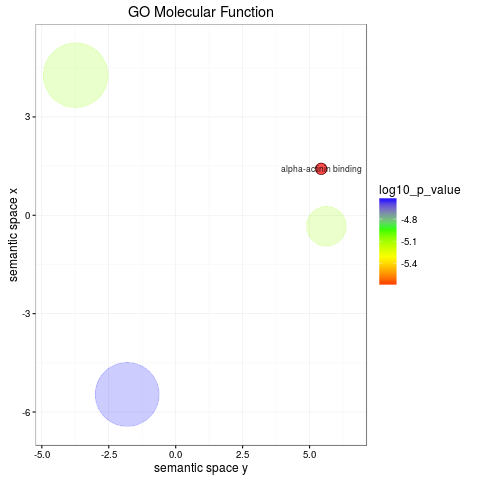 GO Molecular Function
3
0
-3
-6
-5.0
-2.5
0.0
2.5
5.0
semantic space y
semantic space x
alpha-actinin binding
log10_p_value
-4.8
-5.1
-5.4